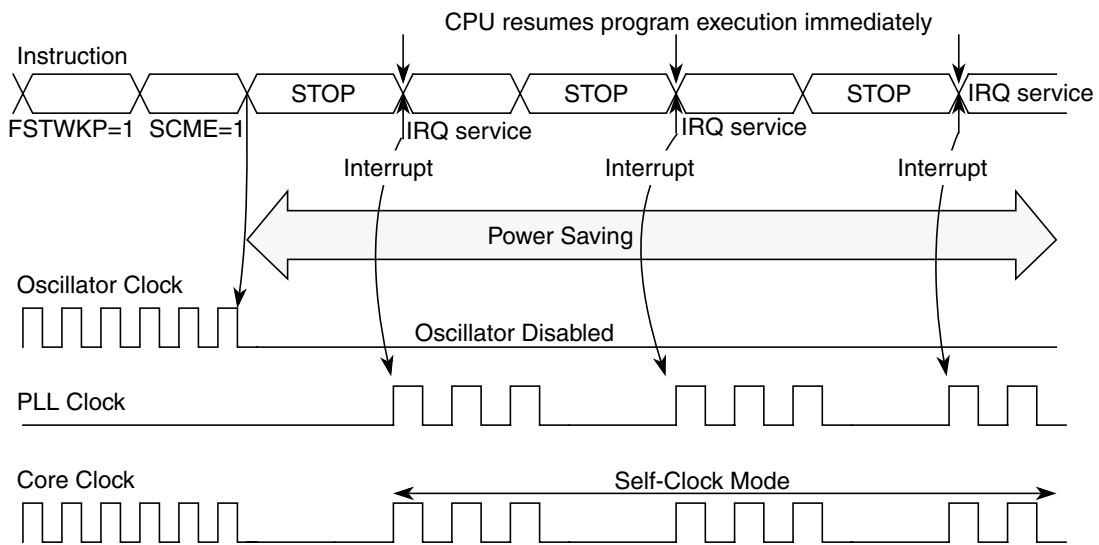 CPU resumes program execution immediately
Instruction
STOP
STOP
STOP
IRQ service
FSTWKP=1
SCME=1
IRQ service
IRQ service
Interrupt
Interrupt
Interrupt
Power Saving
Oscillator Clock
Oscillator Disabled
PLL Clock
Core Clock
Self-Clock Mode